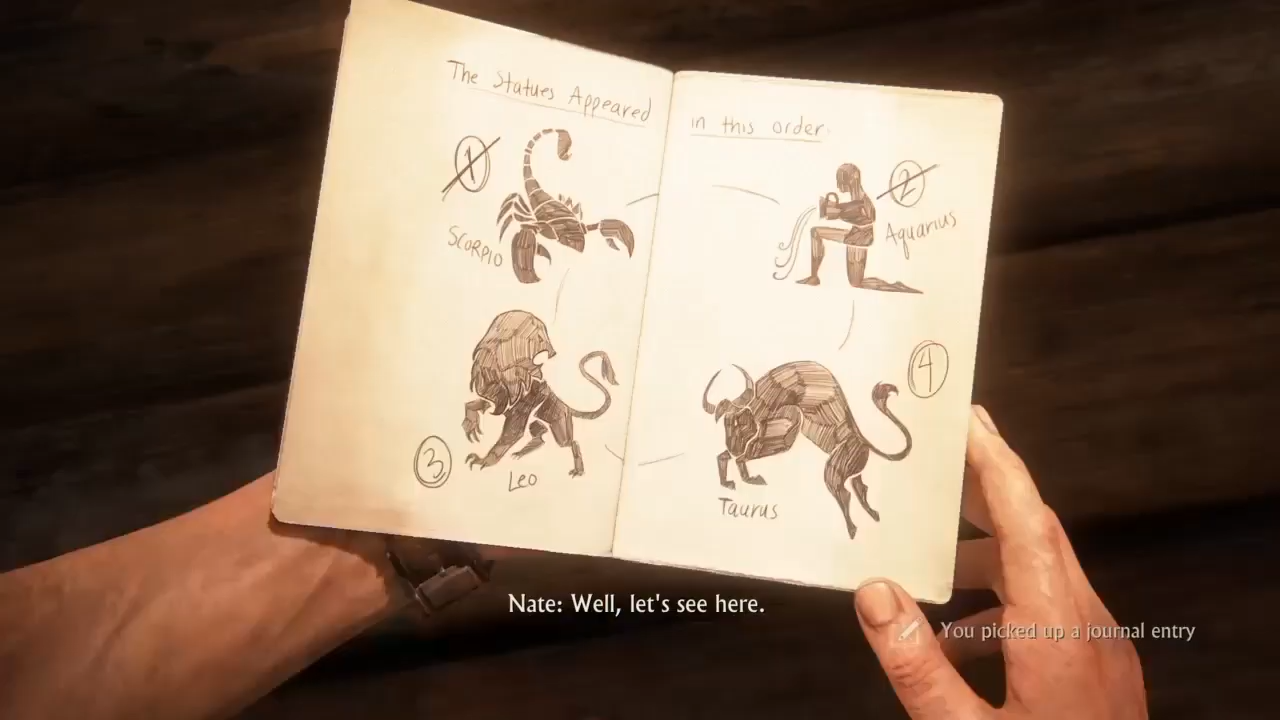 The Statues Appeared
in this order:
1
SCORPIO
2
Aquarius
3
Leo
4
Taurus
Nate: Well, let's see here.
You picked up a journal entry